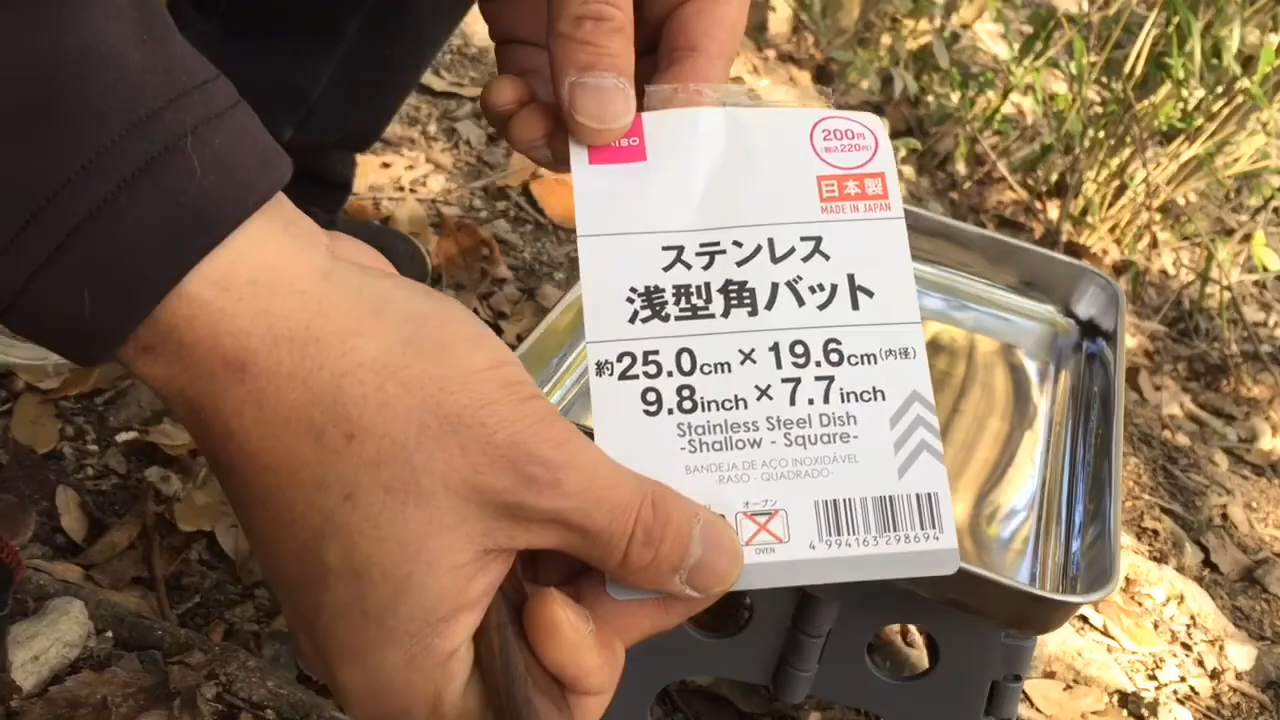 200円
(税込220円)
日本製
MADE IN JAPAN
ステンレス
浅型角バット
約25.0cm×19.6cm(内径)
9.8inch×7.7inch
Stainless Steel Dish
-Shallow - Square-
BANDEJA DE AÇO INOXIDÁVEL
-RASO - QUADRADO-
オーブン
OVEN
4 994163 298694